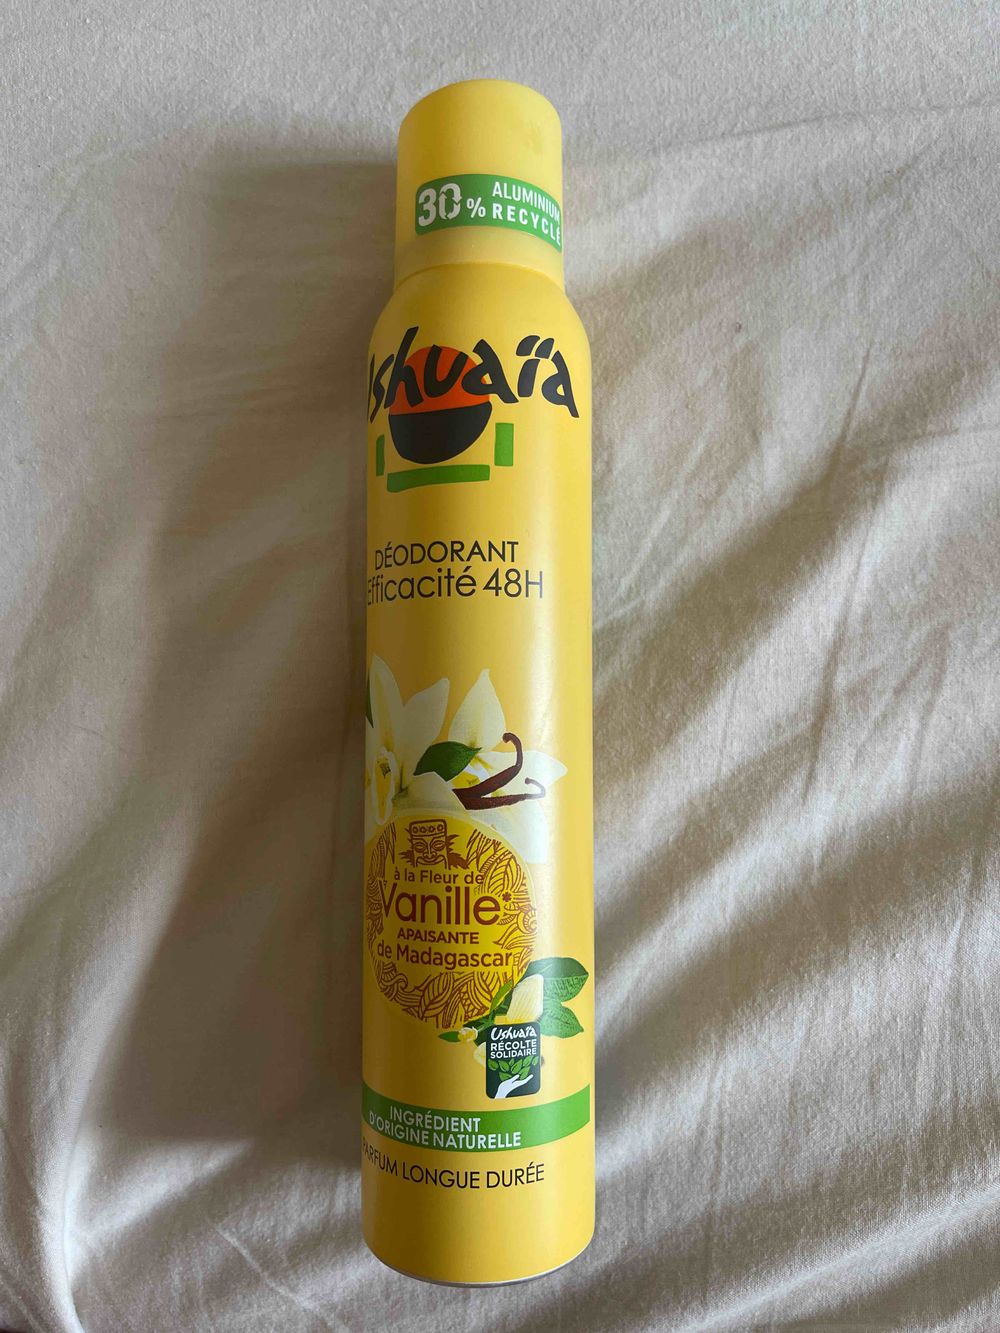 30% ALUMINIUM
RECYCLÉ
Ushuaïa
DÉODORANT
Efficacité 48H
à la Fleur de
Vanille*
APAISANTE
de Madagascar
Ushuaïa
RÉCOLTE
SOLIDAIRE
INGRÉDIENT
D'ORIGINE NATURELLE
PARFUM LONGUE DURÉE